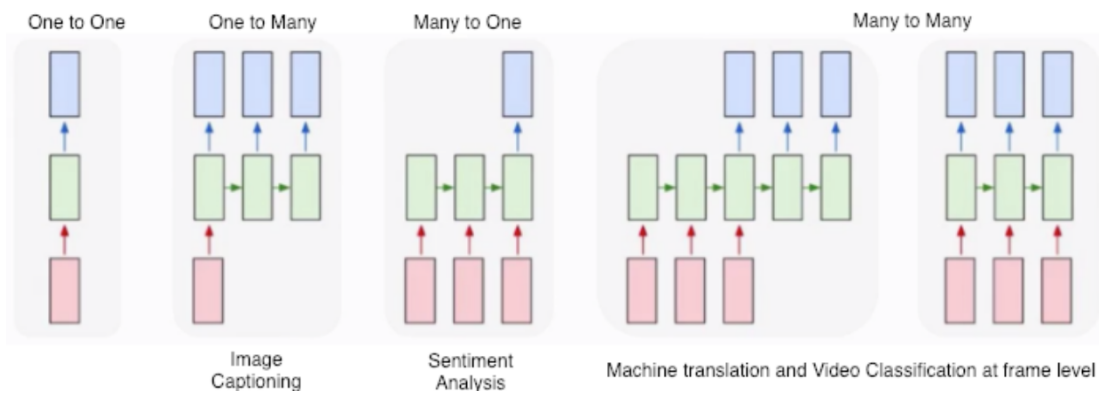 One to One
One to Many
Many to One
Many to Many
Image
Captioning
Sentiment
Analysis
Machine translation and Video Classification at frame level